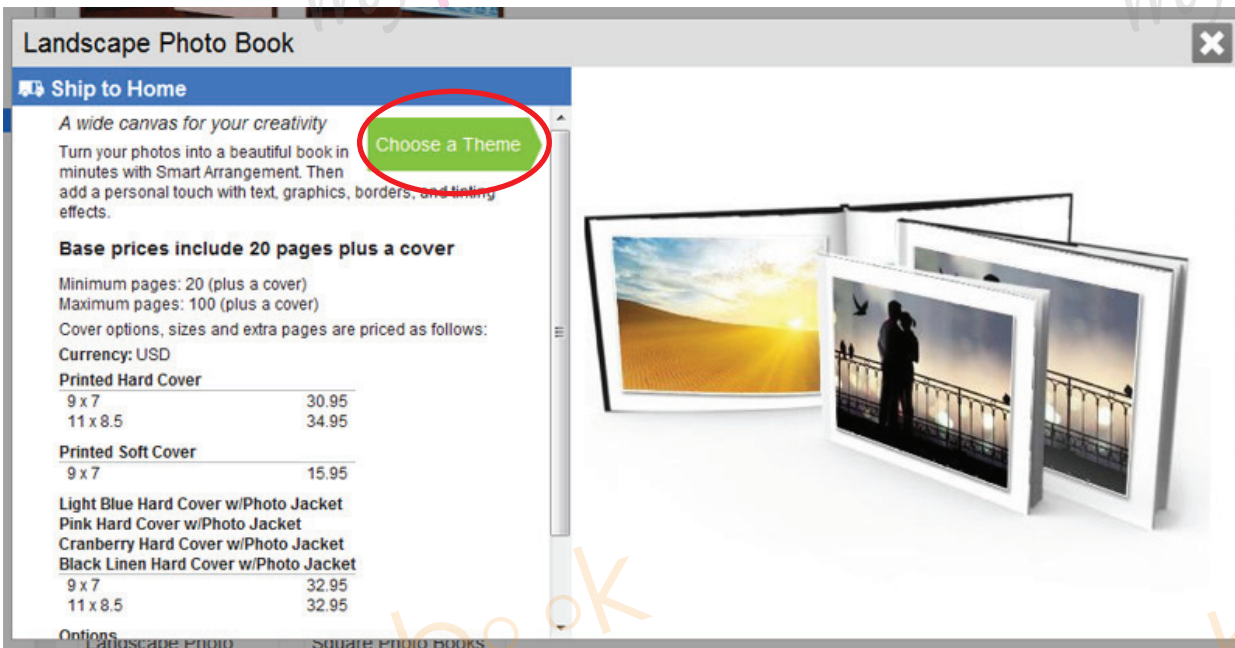 Landscape Photo Book
Ship to Home
A wide canvas for your creativity
Choose a Theme
Turn your photos into a beautiful book in
minutes with Smart Arrangement. Then
add a personal touch with text, graphics, borders, and tinting
effects.
Base prices include 20 pages plus a cover
Minimum pages: 20 (plus a cover)
Maximum pages: 100 (plus a cover)
Cover options, sizes and extra pages are priced as follows:
Currency: USD
Printed Hard Cover
9 x 7 30.95
11 x 8.5 34.95
Printed Soft Cover
9 x 7 15.95
Light Blue Hard Cover w/Photo Jacket
Pink Hard Cover w/Photo Jacket
Cranberry Hard Cover w/Photo Jacket
Black Linen Hard Cover w/Photo Jacket
9 x 7 32.95
11 x 8.5 32.95
Options
Landscape Photo Square Photo Books